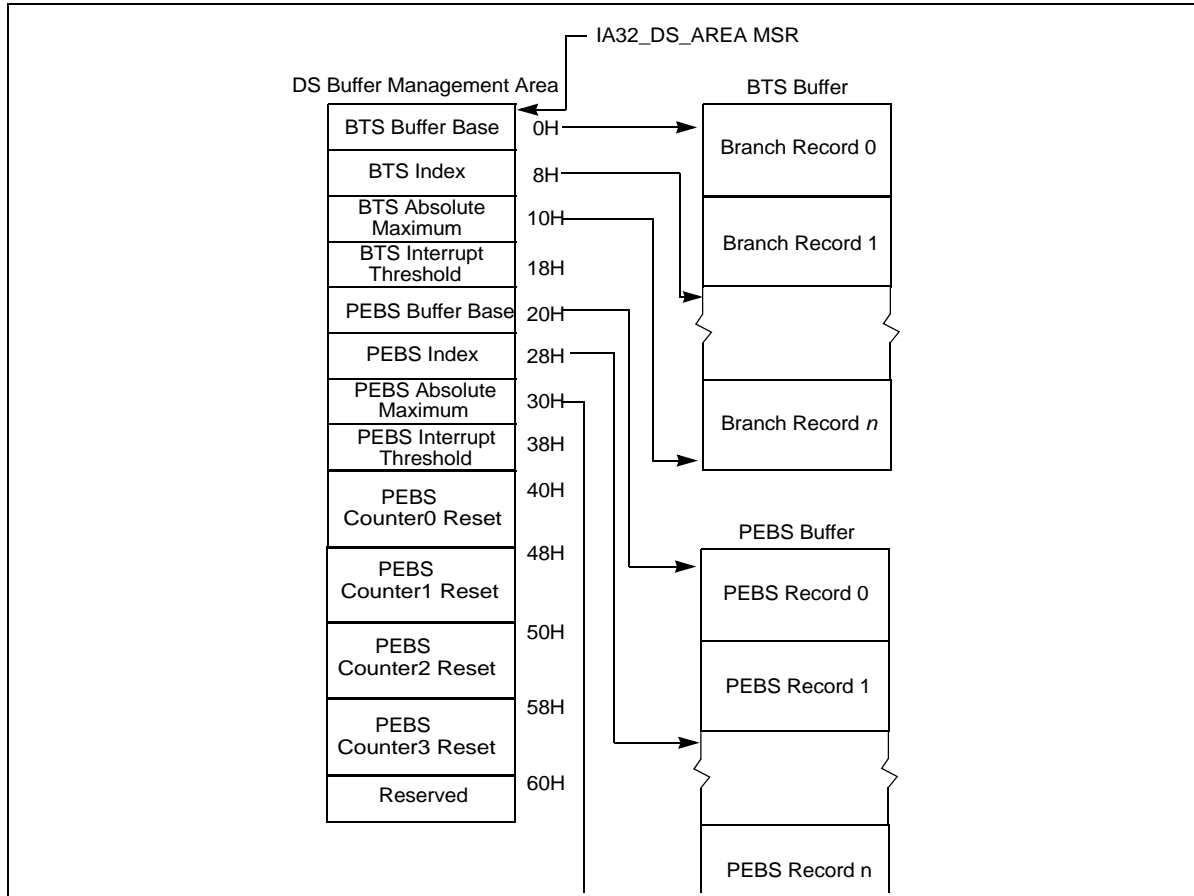 IA32_DS_AREA MSR
DS Buffer Management Area
BTS Buffer Base 0H
BTS Index 8H
BTS Absolute
Maximum 10H
BTS Interrupt
Threshold 18H
PEBS Buffer Base 20H
PEBS Index 28H
PEBS Absolute
Maximum 30H
PEBS Interrupt
Threshold 38H
40H
PEBS
Counter0 Reset
48H
PEBS
Counter1 Reset
50H
PEBS
Counter2 Reset
58H
PEBS
Counter3 Reset
60H
Reserved
BTS Buffer
Branch Record 0
Branch Record 1
Branch Record n
PEBS Buffer
PEBS Record 0
PEBS Record 1
PEBS Record n